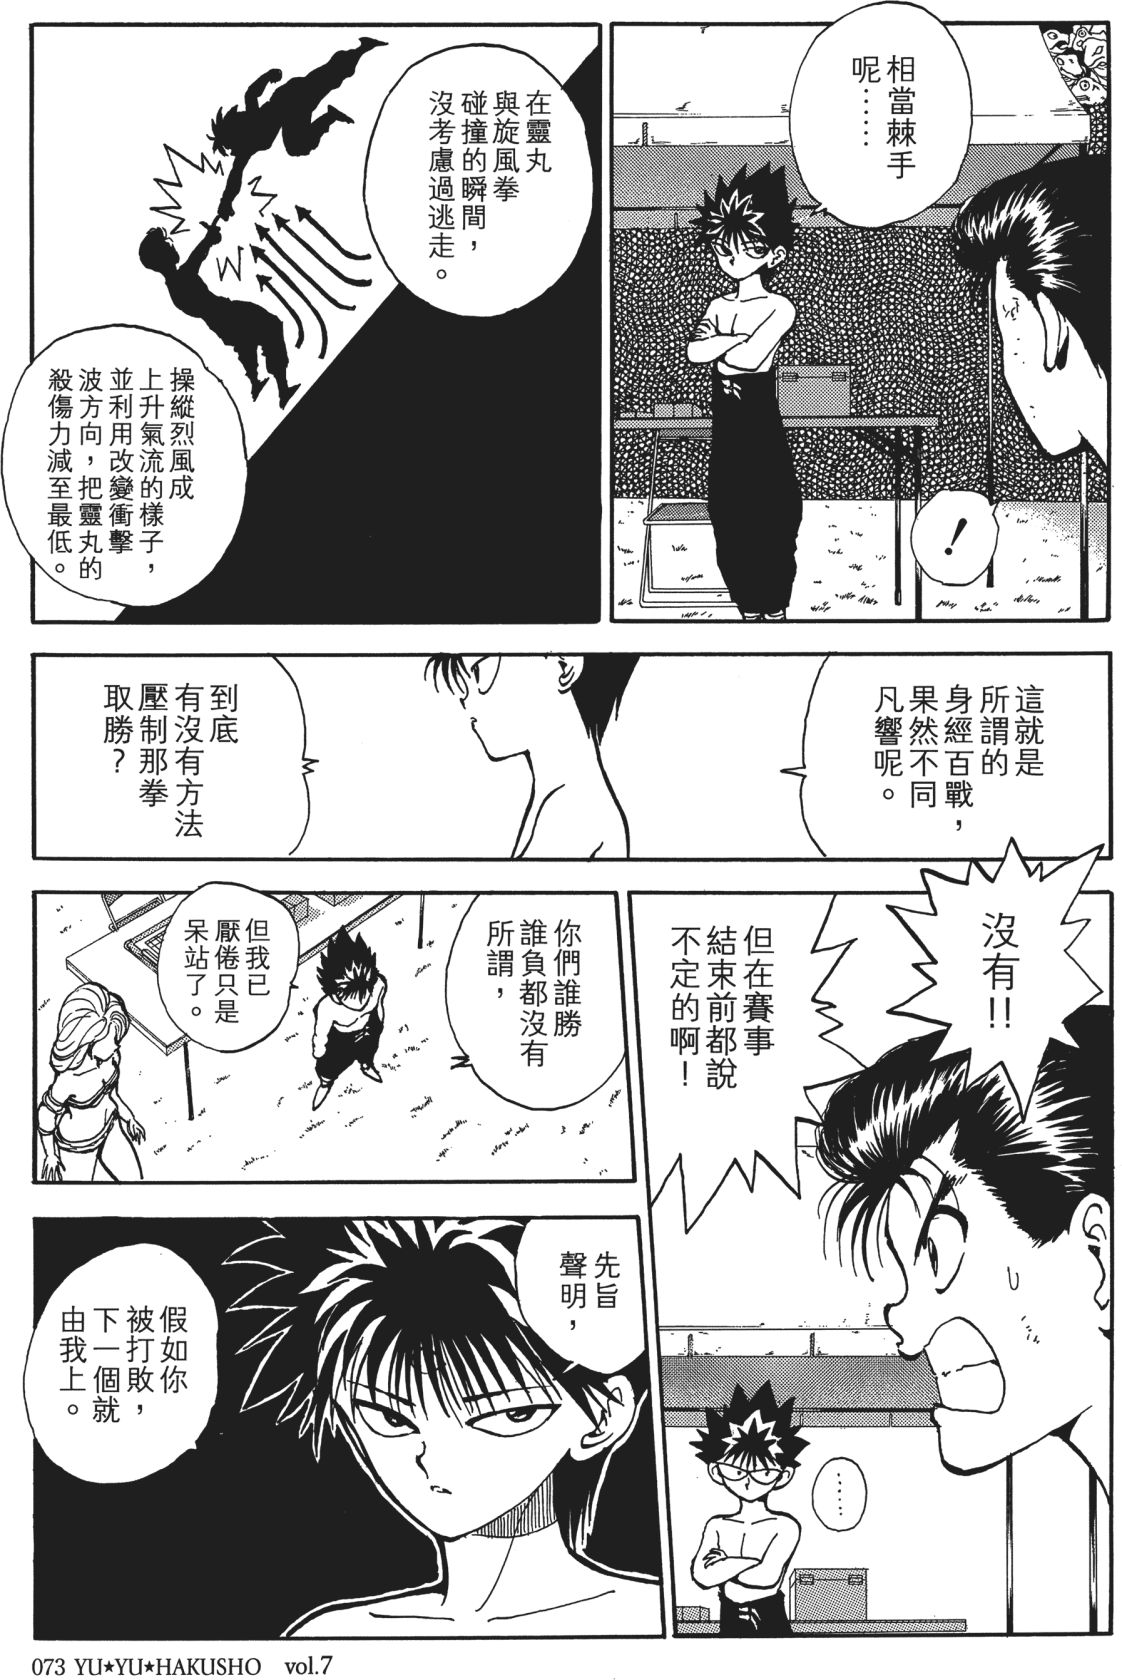 相當棘手
呢……
！
在靈丸
與旋風拳
碰撞的瞬間，
沒考慮過逃走。
操縱烈風成
上升氣流的樣子，
並利用改變衝擊
波方向，把靈丸的
殺傷力減至最低。
這就是
所謂的
身經百戰，
果然不同
凡響呢。
到底
有沒有方法
壓制那拳
取勝？
沒有!!
但在賽事
結束前都說
不定的啊！
……
你們誰勝
誰負都沒有
所謂，
但我已
厭倦只是
呆站了。
先旨
聲明，
假如你
被打敗，
下一個就
由我上。
073 YU★YU★HAKUSHO vol.7